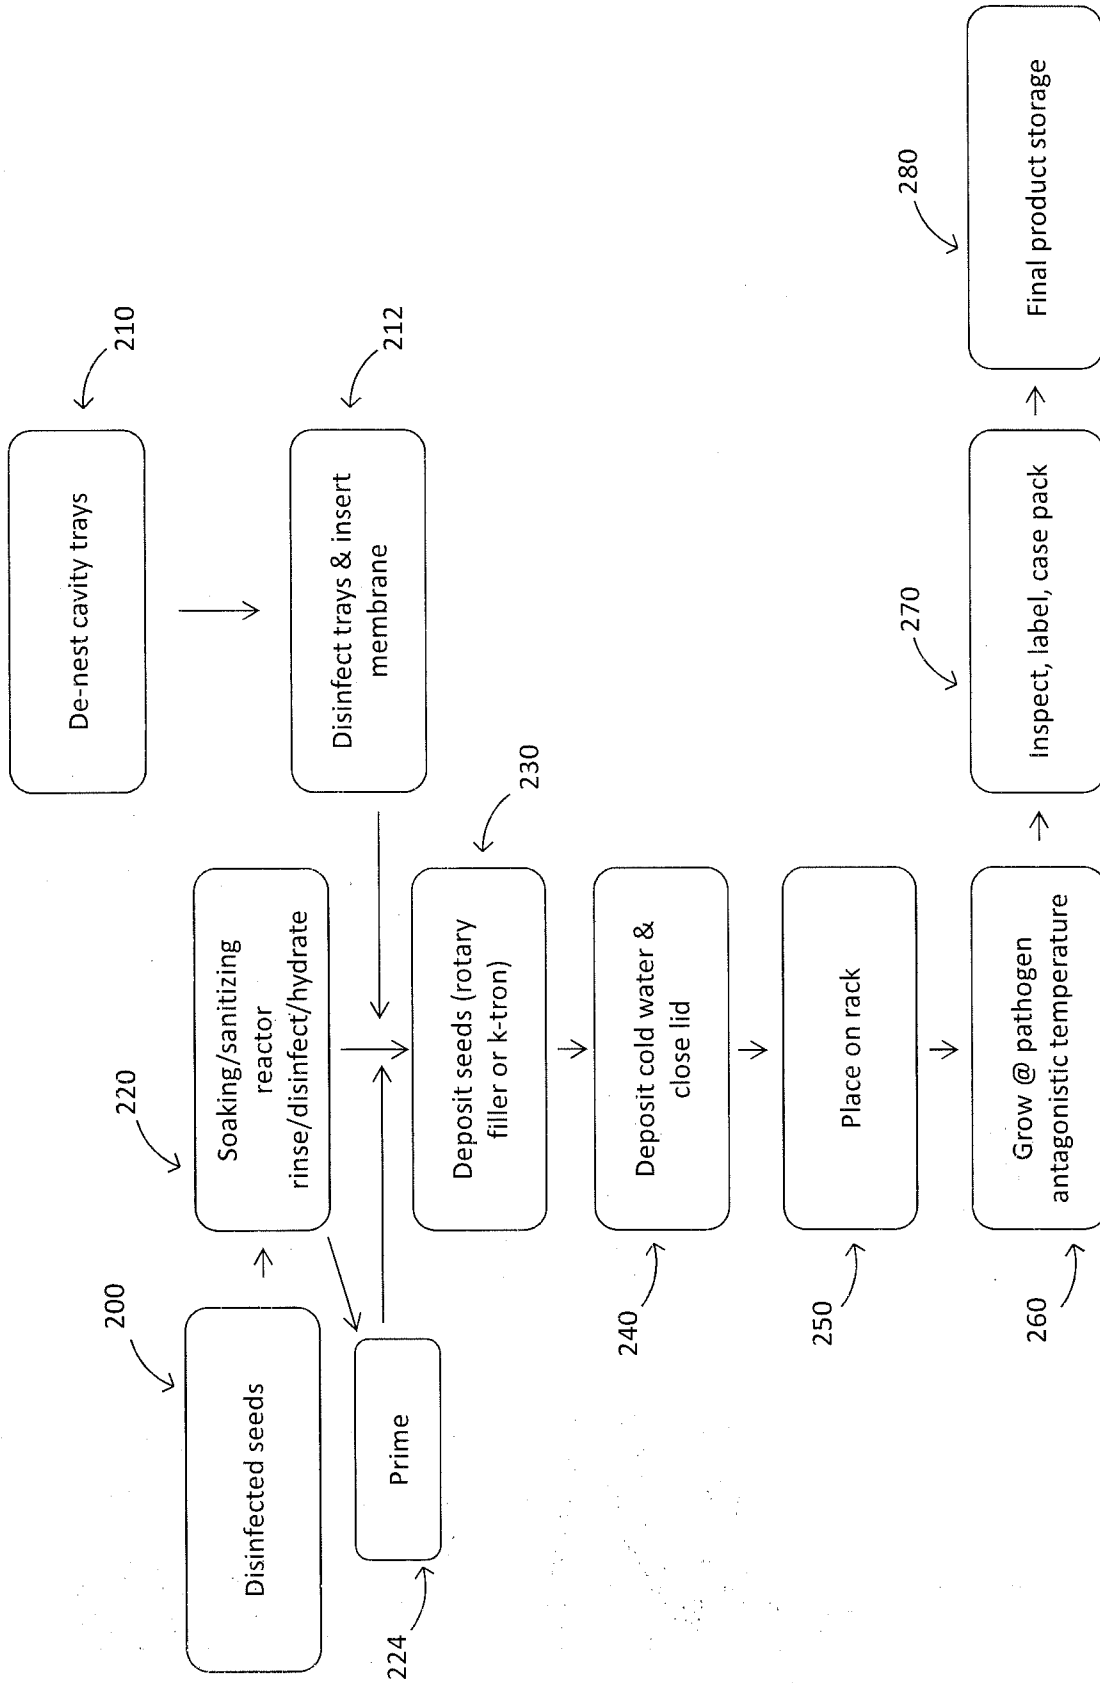 210
De-nest cavity trays
212
Disinfect trays & insert
membrane
200
Disinfected seeds
220
Soaking/sanitizing
reactor
rinse/disinfect/hydrate
224
Prime
230
Deposit seeds (rotary
filler or k-tron)
240
Deposit cold water &
close lid
250
Place on rack
260
Grow @ pathogen
antagonistic temperature
270
Inspect, label, case pack
280
Final product storage